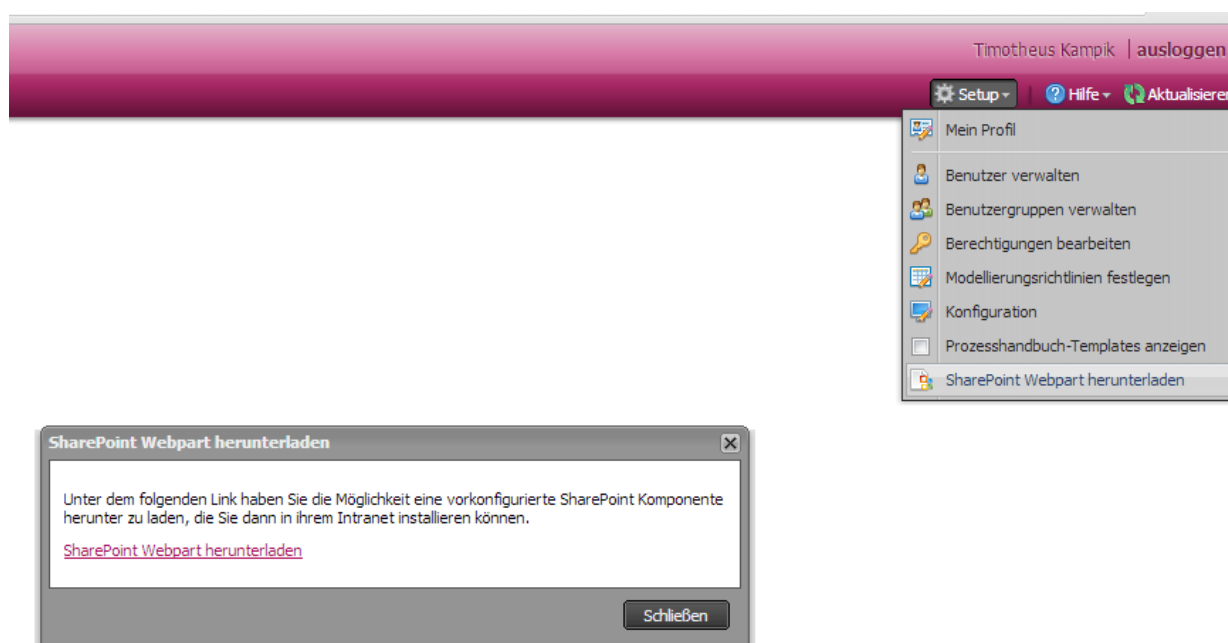 Timotheus Kampik | ausloggen
Setup Hilfe Aktualisieren
Mein Profil
Benutzer verwalten
Benutzergruppen verwalten
Berechtigungen bearbeiten
Modellierungsrichtlinien festlegen
Konfiguration
Prozesshandbuch-Templates anzeigen
SharePoint Webpart herunterladen
SharePoint Webpart herunterladen
Unter dem folgenden Link haben Sie die Möglichkeit eine vorkonfigurierte SharePoint Komponente
herunter zu laden, die Sie dann in ihrem Intranet installieren können.
SharePoint Webpart herunterladen
Schließen